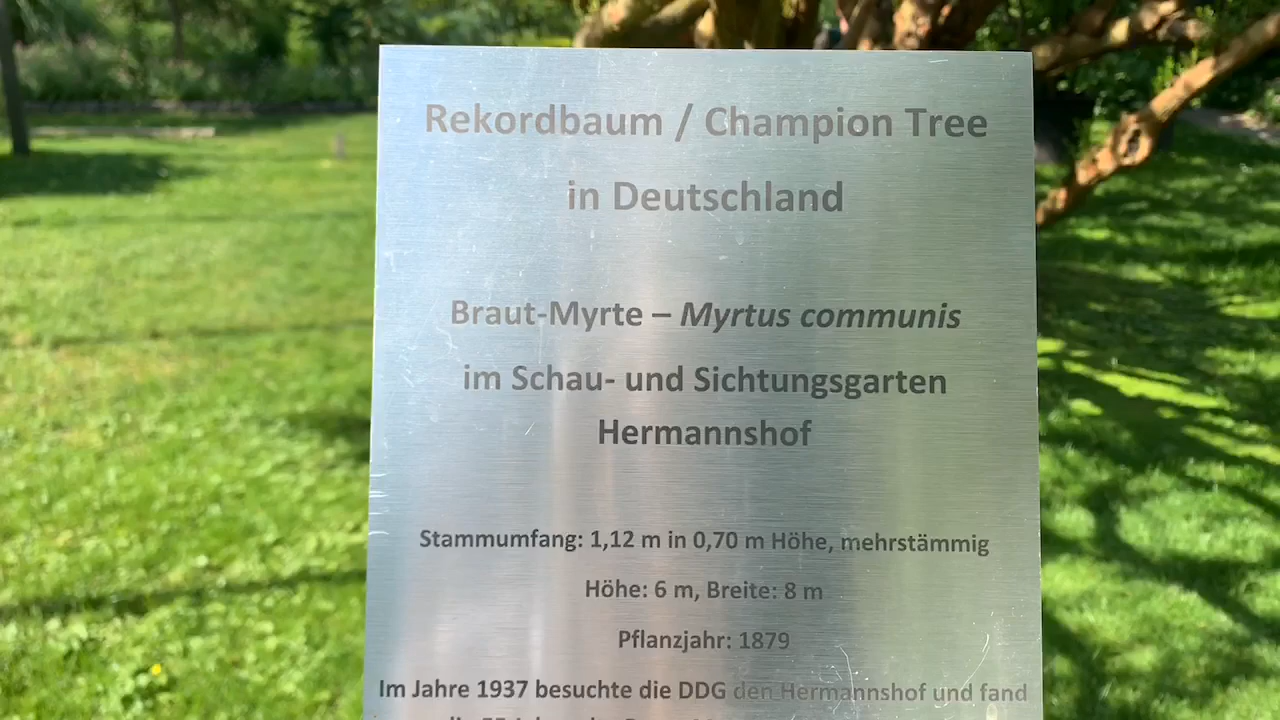 Rekordbaum / Champion Tree
in Deutschland
Braut-Myrte – Myrtus communis
im Schau- und Sichtungsgarten
Hermannshof
Stammumfang: 1,12 m in 0,70 m Höhe, mehrstämmig
Höhe: 6 m, Breite: 8 m
Pflanzjahr: 1879
Im Jahre 1937 besuchte die DDG den Hermannshof und fand